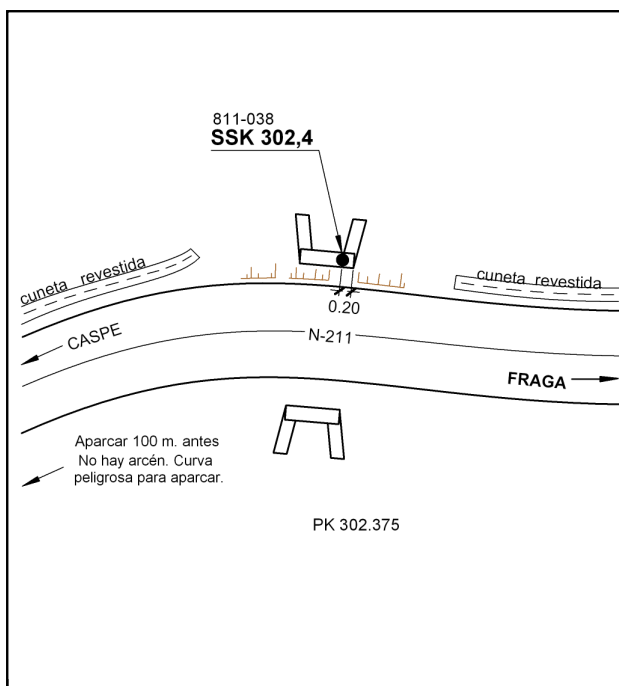 811-038
SSK 302,4
cuneta revestida
cuneta revestida
0.20
CASPE
N-211
FRAGA
Aparcar 100 m. antes
No hay arcén. Curva
peligrosa para aparcar.
PK 302.375